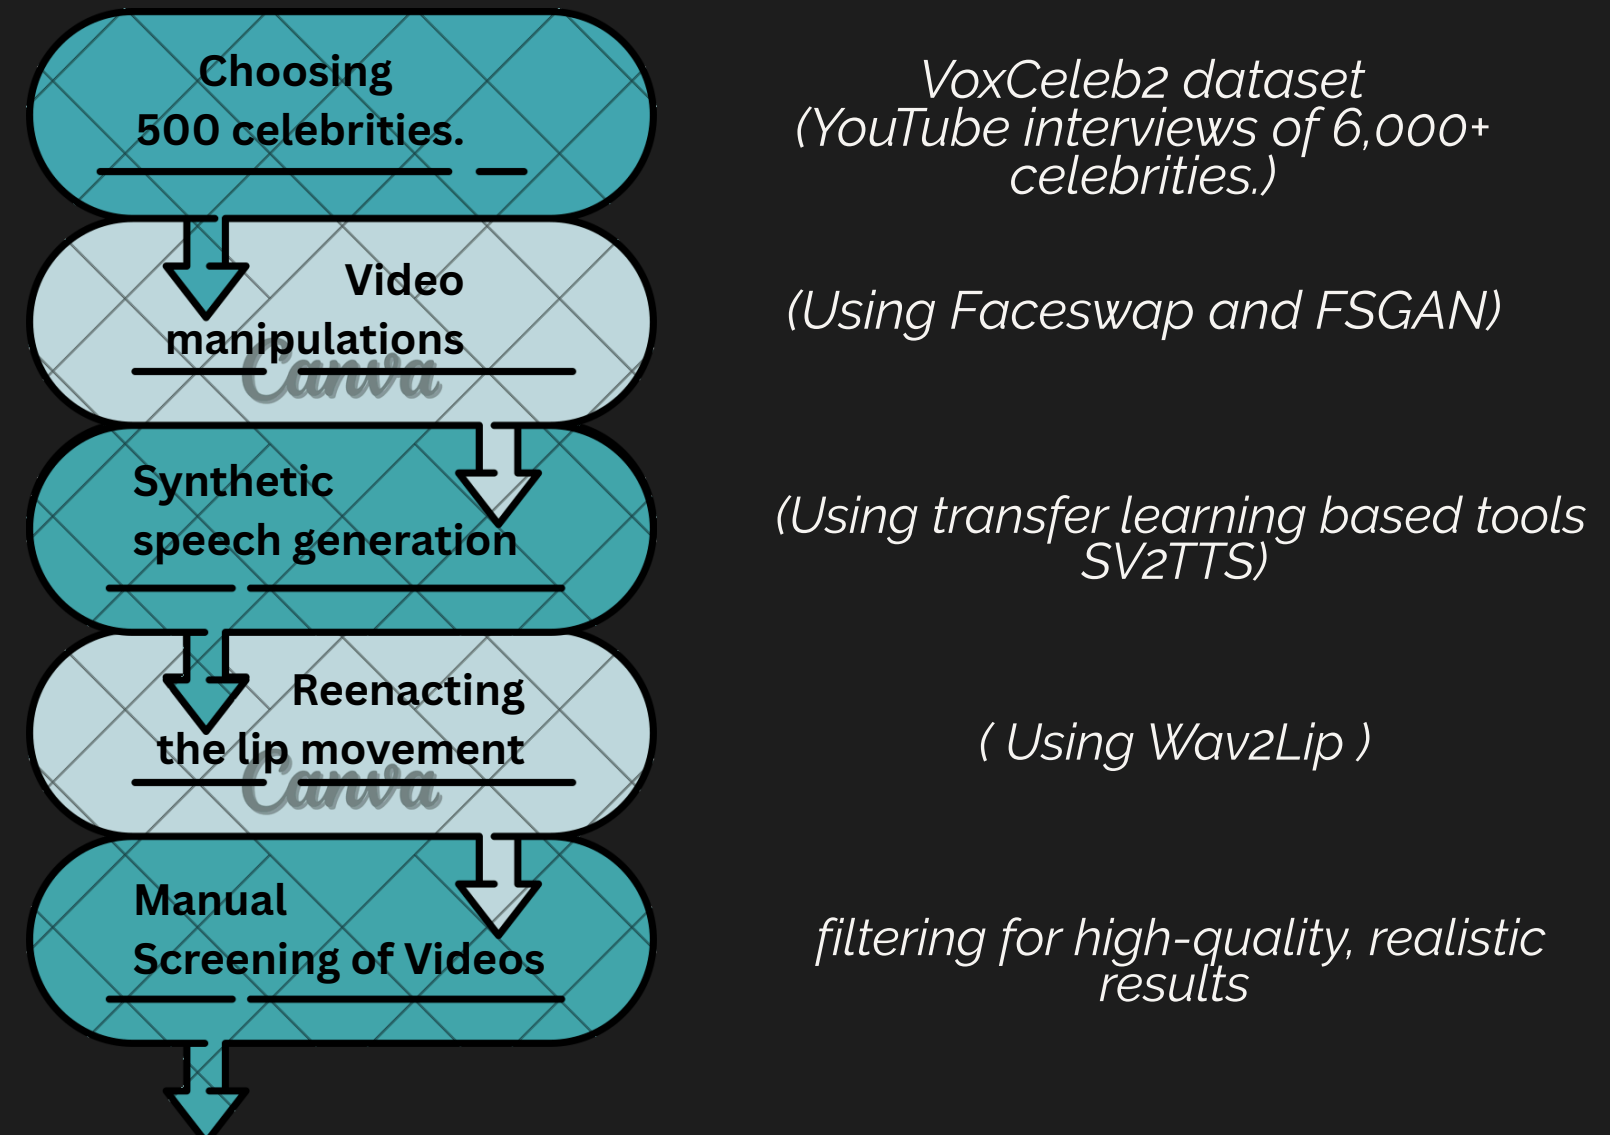 Choosing
500 celebrities.
VoxCeleb2 dataset
(YouTube interviews of 6,000+
celebrities.)
Video
manipulations
Canva
(Using Faceswap and FSGAN)
Synthetic
speech generation
(Using transfer learning based tools
SV2TTS)
Reenacting
the lip movement
Canva
( Using Wav2Lip )
Manual
Screening of Videos
filtering for high-quality, realistic
results